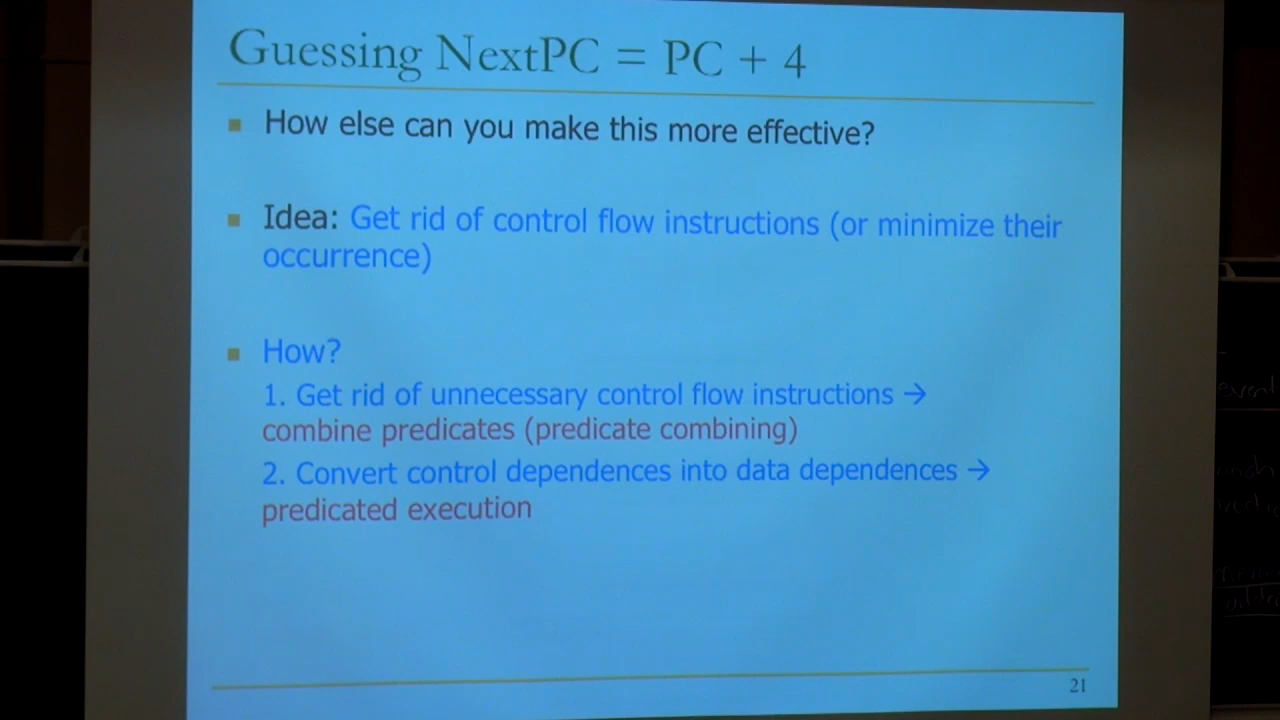 Guessing NextPC = PC + 4
■ How else can you make this more effective?
■ Idea: Get rid of control flow instructions (or minimize their
occurrence)
■ How?
1. Get rid of unnecessary control flow instructions →
combine predicates (predicate combining)
2. Convert control dependences into data dependences →
predicated execution
21